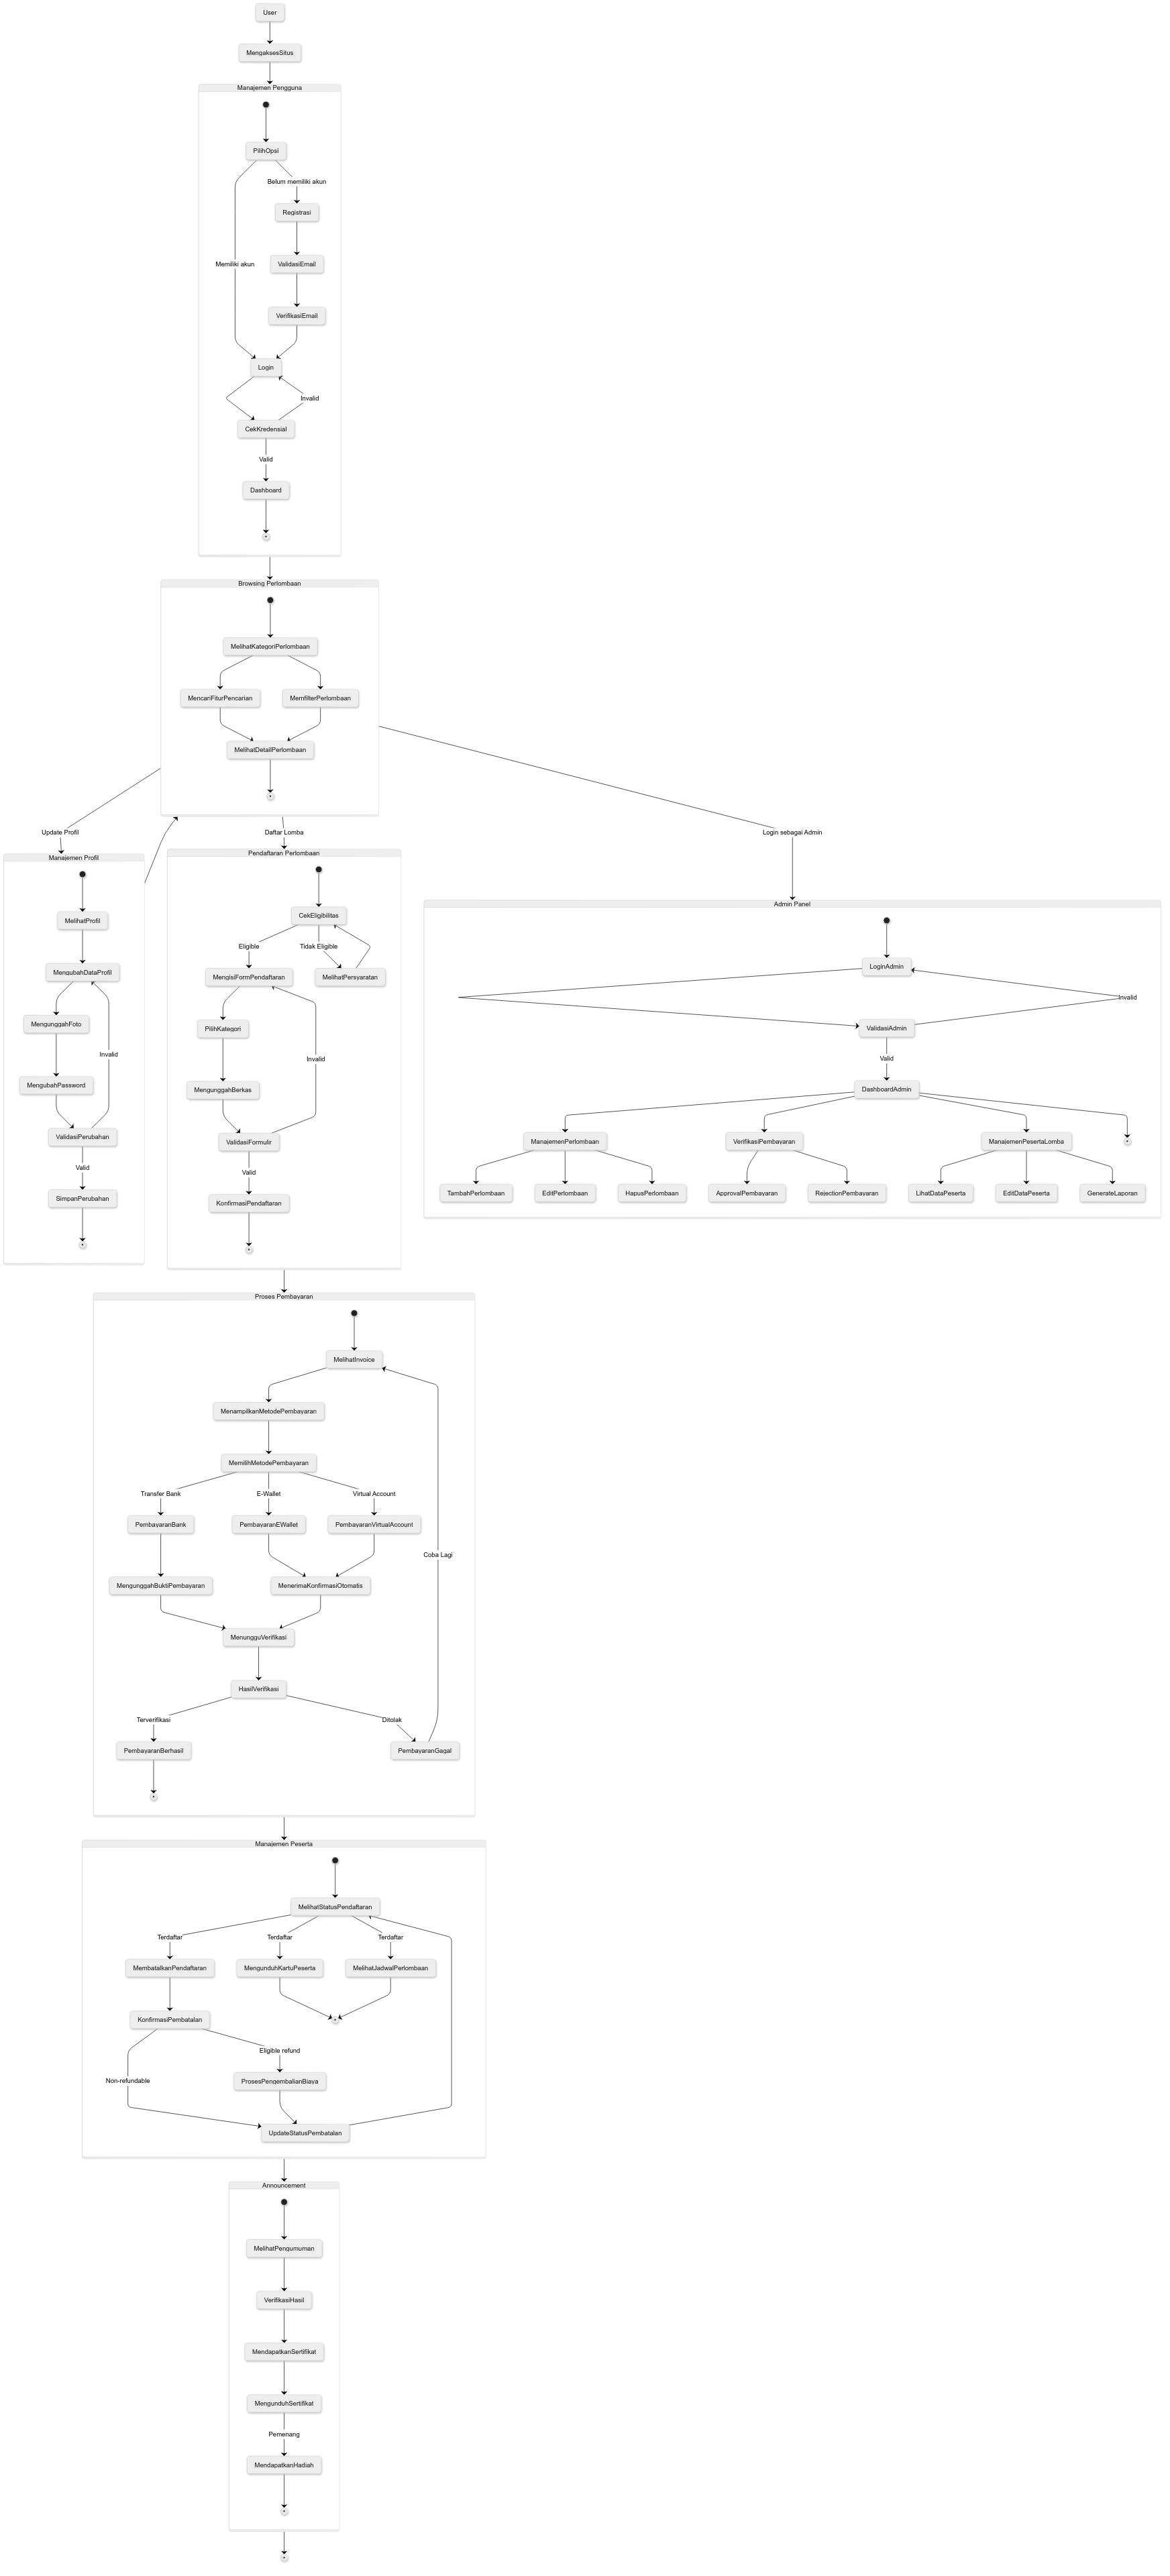 User
MengaksesSitus
Manajemen Pengguna
PilihOpsi
Belum memiliki akun
Registrasi
ValidasiEmail
Memiliki akun
VerifikasiEmail
Login
Invalid
CekKredensial
Valid
Dashboard
Browsing Perlombaan
MelihatKategoriPerlombaan
MencariFiturPencarian
MemfilterPerlombaan
MelihatDetailPerlombaan
Update Profil
Daftar Lomba
Login sebagai Admin
Manajemen Profil
MelihatProfil
MengubahDataProfil
MengunggahFoto
Invalid
MengubahPassword
ValidasiPerubahan
Valid
SimpanPerubahan
Pendaftaran Perlombaan
CekEligibilitas
Eligible
Tidak Eligible
MengisiFormPendaftaran
MelihatPersyaratan
PilihKategori
Invalid
MengunggahBerkas
ValidasiFormulir
Valid
KonfirmasiPendaftaran
Admin Panel
LoginAdmin
Invalid
ValidasiAdmin
Valid
DashboardAdmin
ManajemenPerlombaan
VerifikasiPembayaran
ManajemenPesertaLomba
TambahPerlombaan
EditPerlombaan
HapusPerlombaan
ApprovalPembayaran
RejectionPembayaran
LihatDataPeserta
EditDataPeserta
GenerateLaporan
Proses Pembayaran
MelihatInvoice
MenampilkanMetodePembayaran
MemilihMetodePembayaran
Transfer Bank
E-Wallet
Virtual Account
PembayaranBank
PembayaranEWallet
PembayaranVirtualAccount
Coba Lagi
MengunggahBuktiPembayaran
MenerimaKonfirmasiOtomatis
MenungguVerifikasi
HasilVerifikasi
Terverifikasi
Ditolak
PembayaranBerhasil
PembayaranGagal
Manajemen Peserta
MelihatStatusPendaftaran
Terdaftar
Terdaftar
Terdaftar
MembatalkanPendaftaran
MengunduhKartuPeserta
MelihatJadwalPerlombaan
KonfirmasiPembatalan
Eligible refund
Non-refundable
ProsesPengembalianBiaya
UpdateStatusPembatalan
Announcement
MelihatPengumuman
VerifikasiHasil
MendapatkanSertifikat
MengunduhSertifikat
Pemenang
MendapatkanHadiah